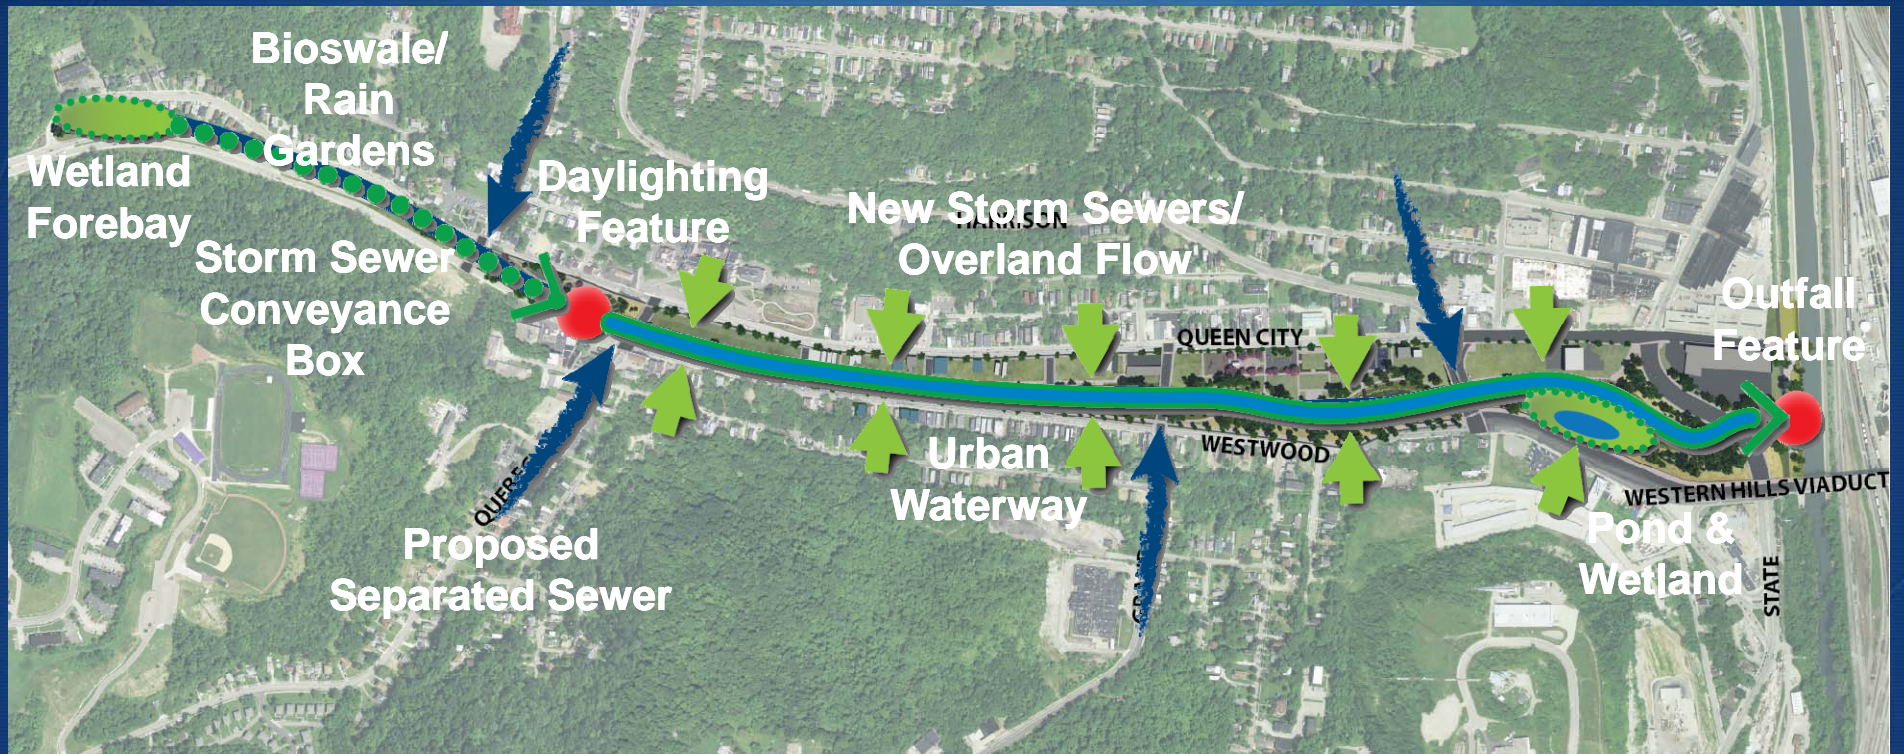 Bioswale/
Rain
Gardens
Wetland
Forebay
Storm Sewer
Conveyance
Box
Daylighting
Feature
New Storm Sewers/
Overland Flow
HARRISON
QUEEN CITY
Outfall
Feature
WESTWOOD
Urban
Waterway
WESTERN HILLS VIADUCT
Pond &
Wetland
STATE
Proposed
Separated Sewer